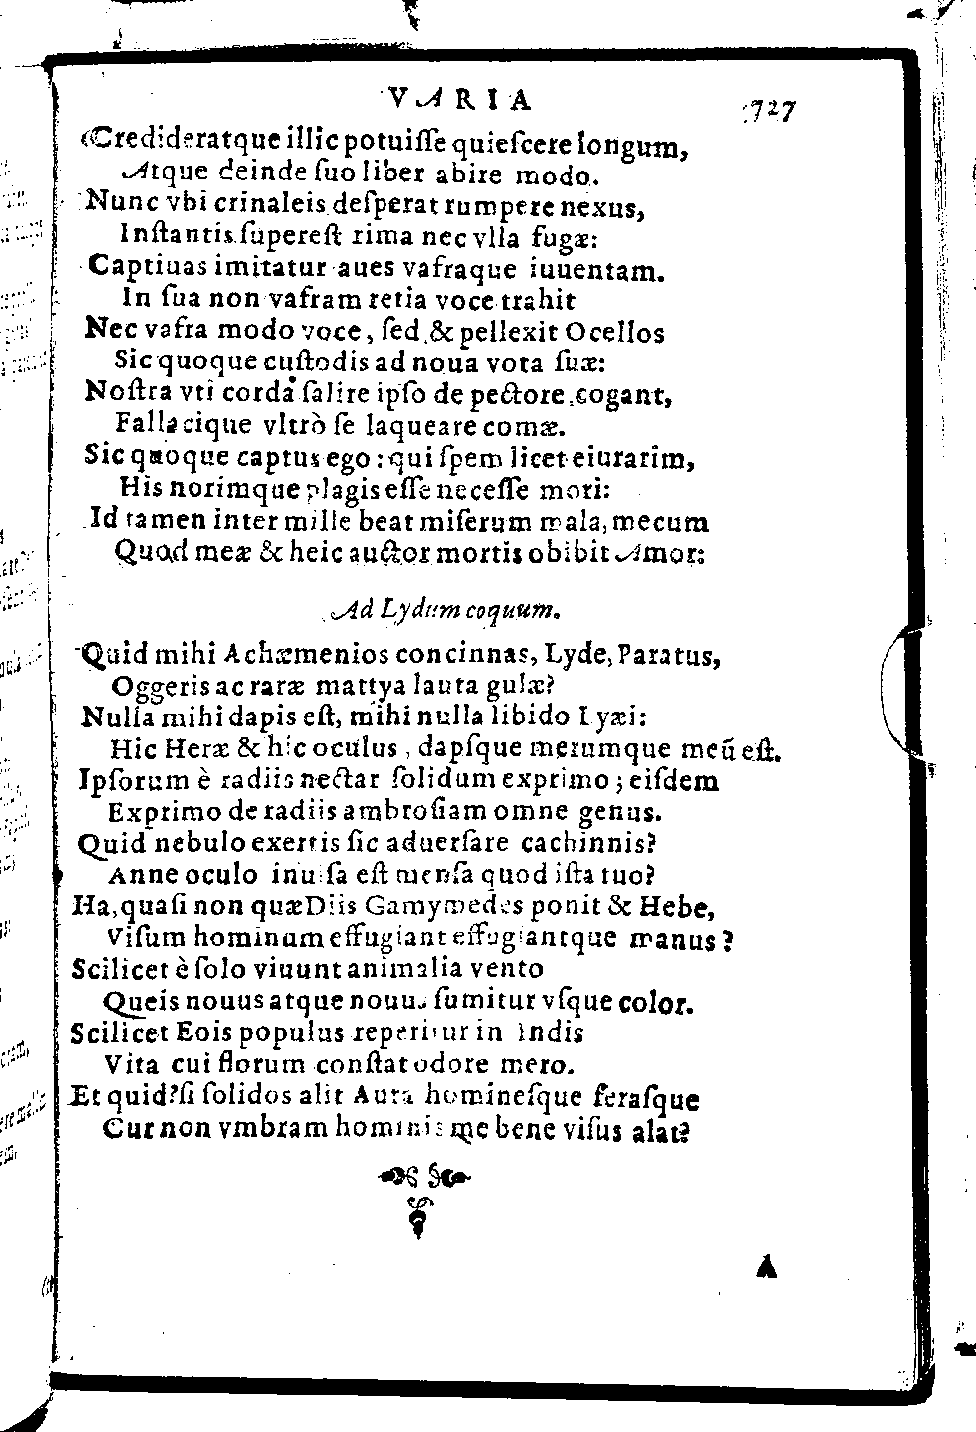 VARIA 727
Credideratque illic potuiſſe quieſcere longum,
Atque deinde ſuo liber abire modo.
Nunc vbi crinaleis deſperat rumpere nexus,
Inſtantis ſupereſt rima nec vlla fugæ:
Captiuas imitatur aues vafraque iuuentam.
In ſua non vafram retia voce trahit
Nec vafra modo voce, ſed & pellexit Ocellos
Sic quoque cuſtodis ad noua vota ſuæ:
Noſtra vti corda ſalire ipſo de pectore cogant,
Fallacique vltrò ſe laqueare comæ.
Sic quoque captus ego: qui ſpem licet eiurarim,
His norimque plagis eſſe neceſſe mori:
Id tamen inter mille beat miſerum mala, mecum
Quod meæ & heic auctor mortis obibit Amor:
Ad Lydum coquum.
Quid mihi Achæmenios concinnas, Lyde, Paratus,
Oggeris ac raræ mattya lauta gulæ?
Nulla mihi dapis eſt, mihi nulla libido Lyæi:
Hic Heræ & hic oculus, dapſque merumque meū eſt.
Ipſorum è radiis nectar ſolidum exprimo; eiſdem
Exprimo de radiis ambroſiam omne genus.
Quid nebulo exertis ſic aduerſare cachinnis?
Anne oculo inuiſa eſt menſa quod iſta tuo?
Ha, quaſi non quæ Diis Gamymedes ponit & Hebe,
Viſum hominum effugiant effugiantque manus?
Scilicet è ſolo viuunt animalia vento
Queis nouus atque nouus ſumitur vſque color.
Scilicet Eois populus reperitur in Indis
Vita cui florum conſtat odore mero.
Et quid? ſi ſolidos alit Aura homineſque feraſque
Cur non vmbram hominis me bene viſus alat?
A